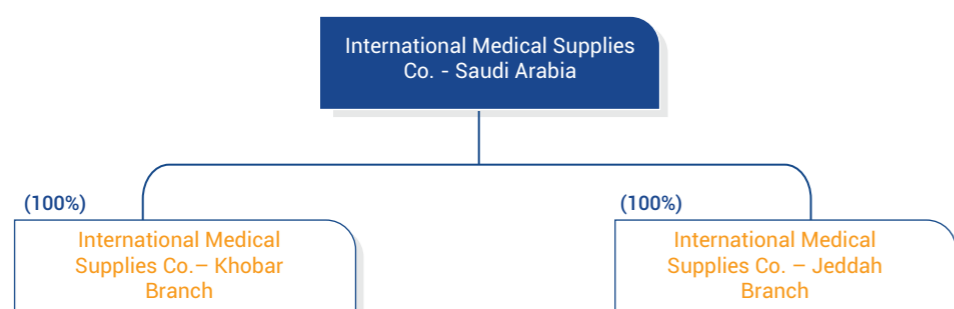 International Medical Supplies
Co. - Saudi Arabia
(100%)
International Medical
Supplies Co.– Khobar
Branch
(100%)
International Medical
Supplies Co. – Jeddah
Branch